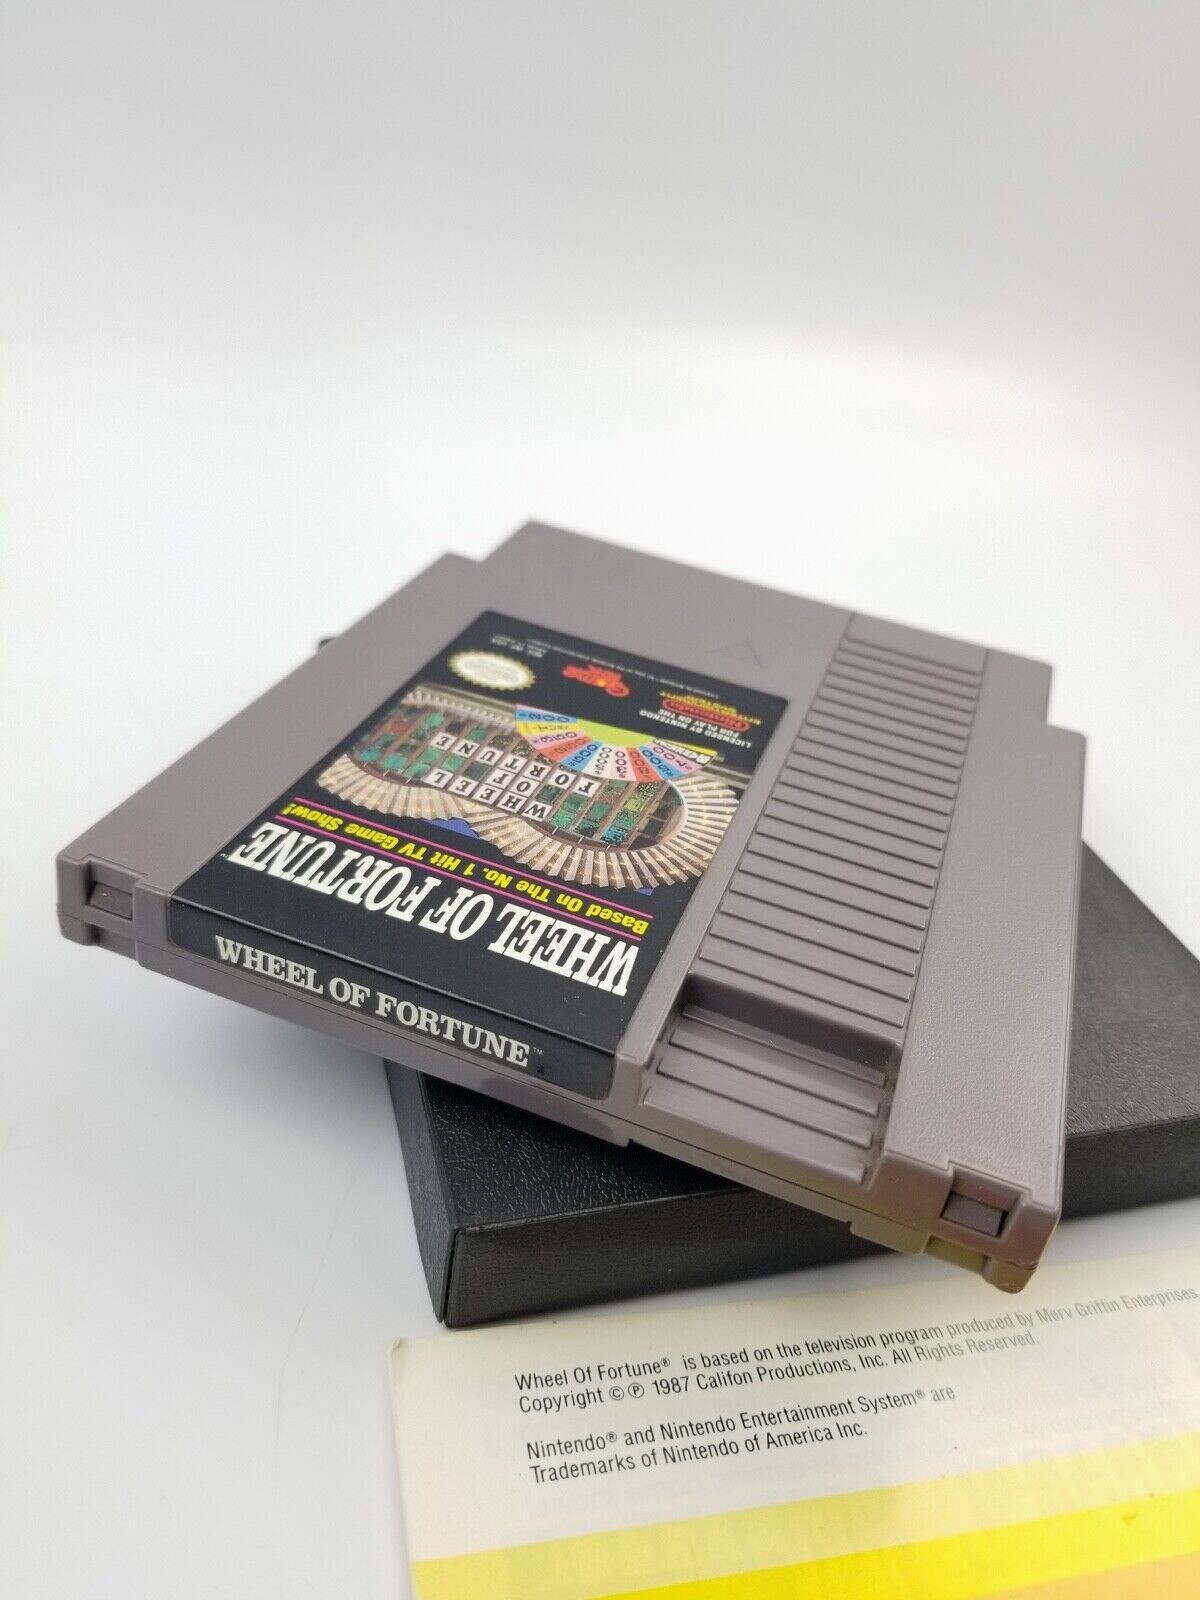 WHEEL OF FORTUNE™
WHEEL OF FORTUNE
Based On The No. 1 Hit TV Game Show!
WHEEL
OF
FORTUNE
LICENSED BY NINTENDO
FOR PLAY ON THE
Nintendo
ENTERTAINMENT
SYSTEM
Wheel Of Fortune® is based on the television program produced by Merv Griffin Enterprises.
Copyright © ℗ 1987 Califon Productions, Inc. All Rights Reserved.
Nintendo® and Nintendo Entertainment System® are
Trademarks of Nintendo of America Inc.